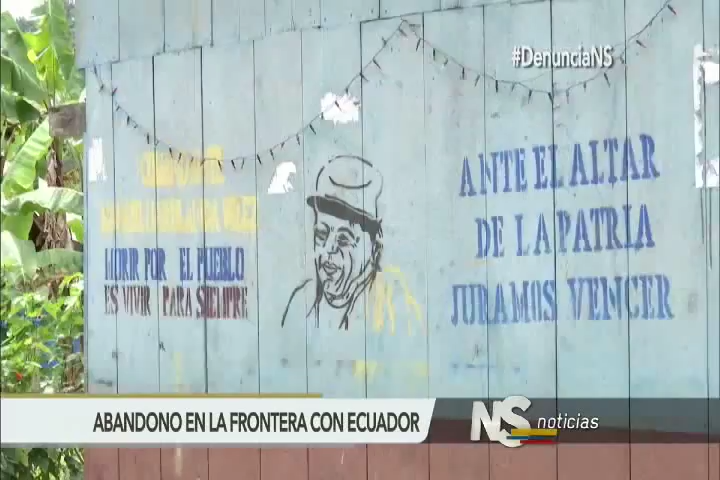 #DenunciaNS
MORIR POR EL PUEBLO
ES VIVIR PARA SIEMPRE
ANTE EL ALTAR
DE LA PATRIA
JURAMOS VENCER
ABANDONO EN LA FRONTERA CON ECUADOR
NS noticias